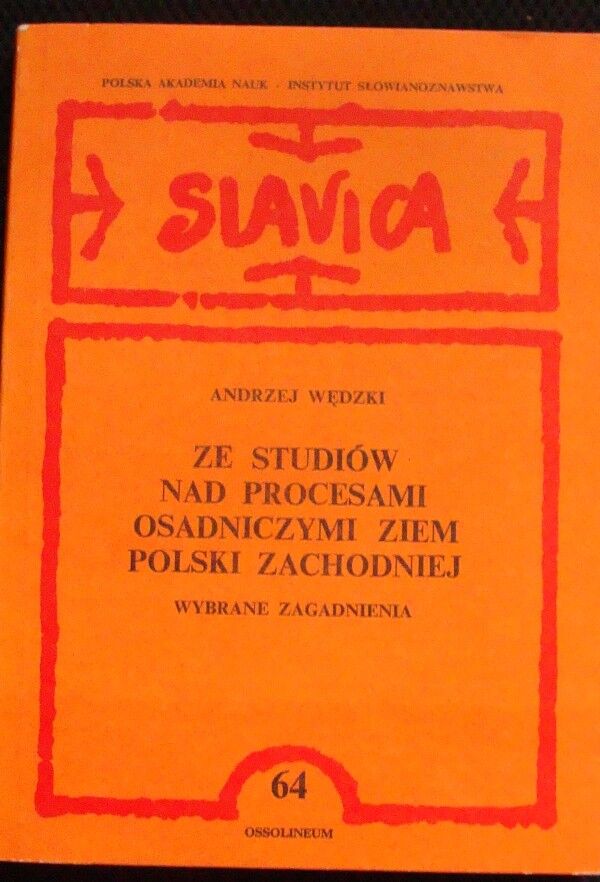 POLSKA AKADEMIA NAUK - INSTYTUT SŁOWIANOZNAWSTWA
SLAVICA
ANDRZEJ WĘDZKI
ZE STUDIÓW
NAD PROCESAMI
OSADNICZYMI ZIEM
POLSKI ZACHODNIEJ
WYBRANE ZAGADNIENIA
64
OSSOLINEUM